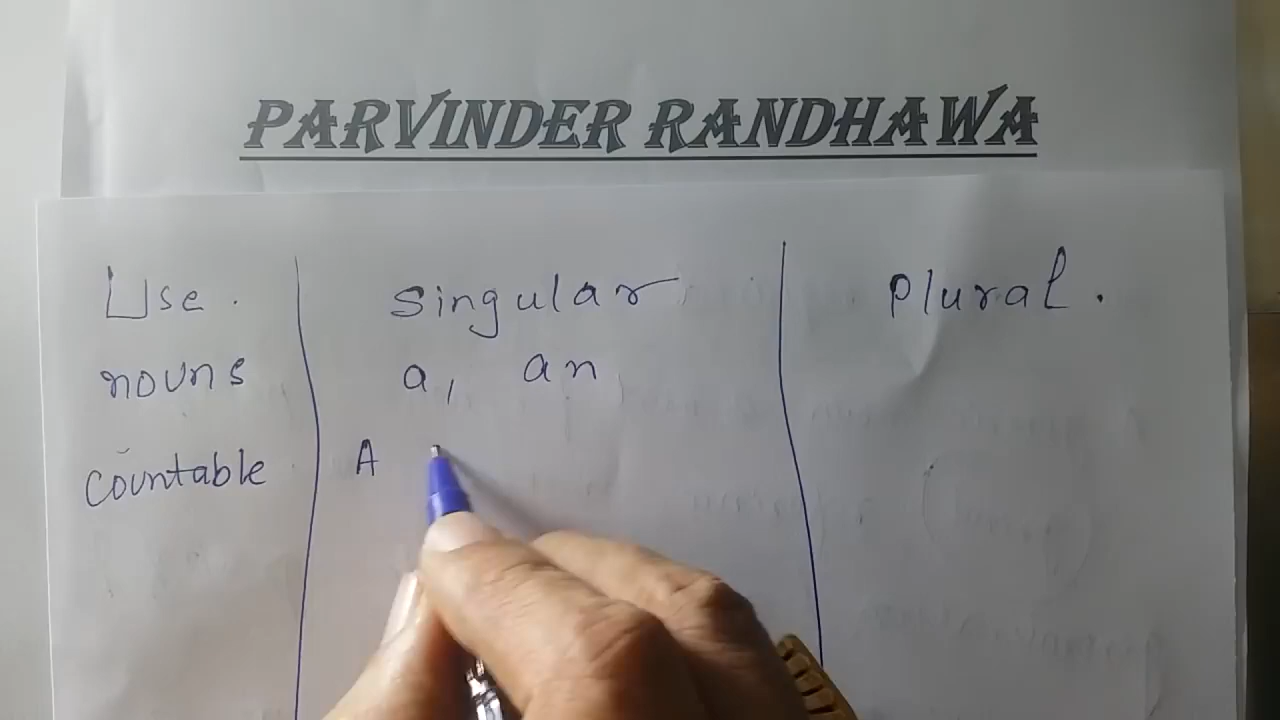 PARVINDER RANDHAWA
Use. Singular Plural.
nouns a, an
countable A